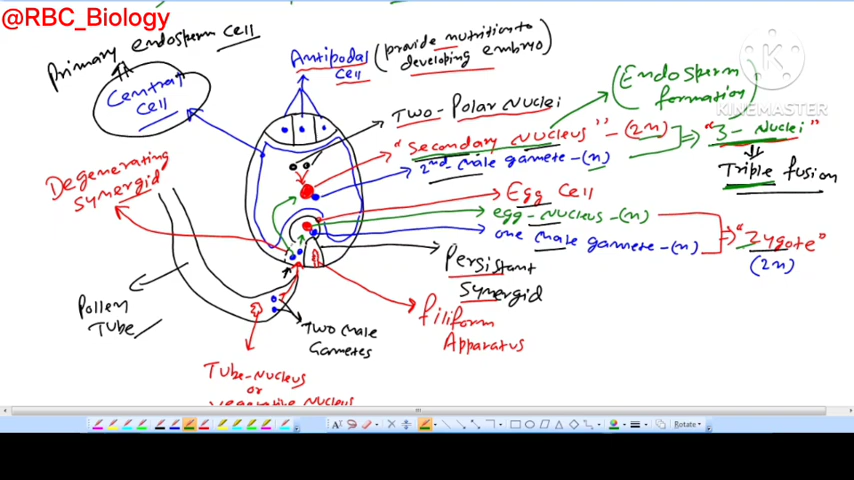 @RBC_Biology
Primary endosperm cell
Central
cell
Antipodal
cell
(provide nutrition to
developing embryo)
Two-Polar Nuclei
"Secondary Nucleus" - (2n)
2nd-male gamete-(n)
(Endosperm
formation)
"3- Nuclei"
Triple fusion
KINEMASTER
Degenerating
Synergid
Egg cell
egg-nucleus-(n)
one male gamete-(n)
"Zygote"
(2n)
Persistant
Synergid
filiform
Apparatus
Pollen
Tube
Two Male
Gametes
Tube-Nucleus
or
vegetative nucleus
Rotate